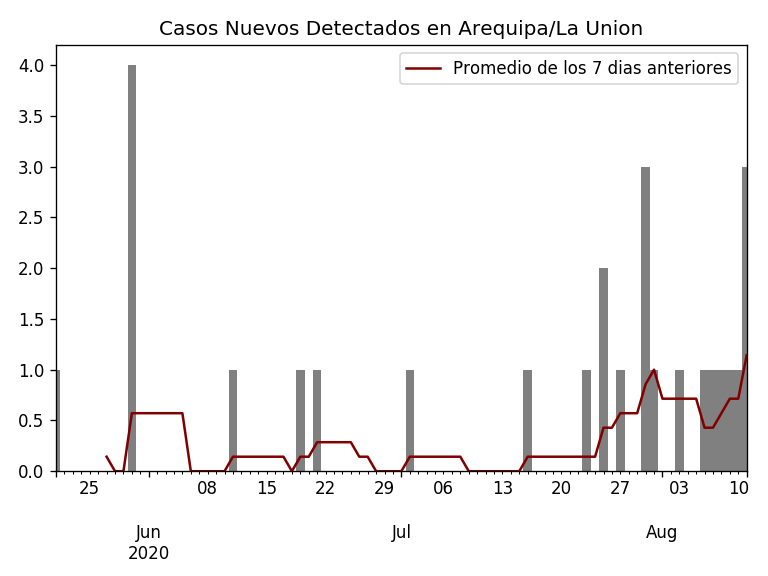 Casos Nuevos Detectados en Arequipa/La Union
Promedio de los 7 dias anteriores
4.0
3.5
3.0
2.5
2.0
1.5
1.0
0.5
0.0
25 08 15 22 29 06 13 20 27 03 10
Jun Jul Aug
2020